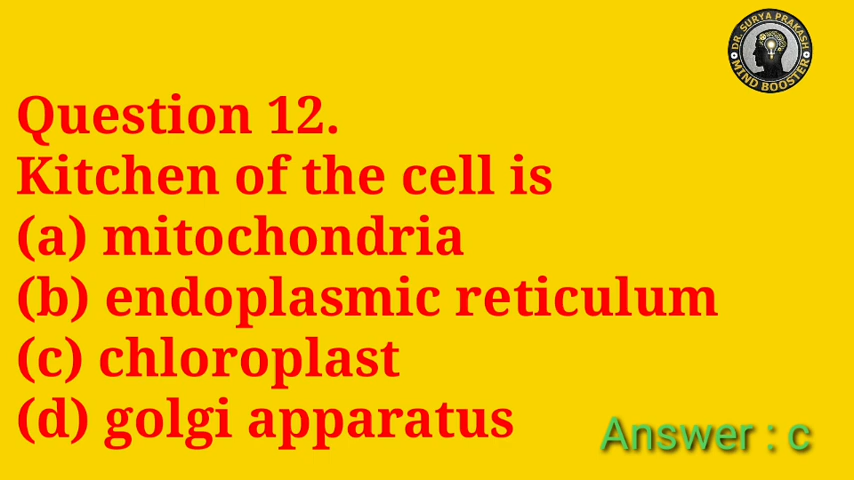 DR. SURYA PRAKASH
MIND BOOSTER
Question 12.
Kitchen of the cell is
(a) mitochondria
(b) endoplasmic reticulum
(c) chloroplast
(d) golgi apparatus
Answer : c